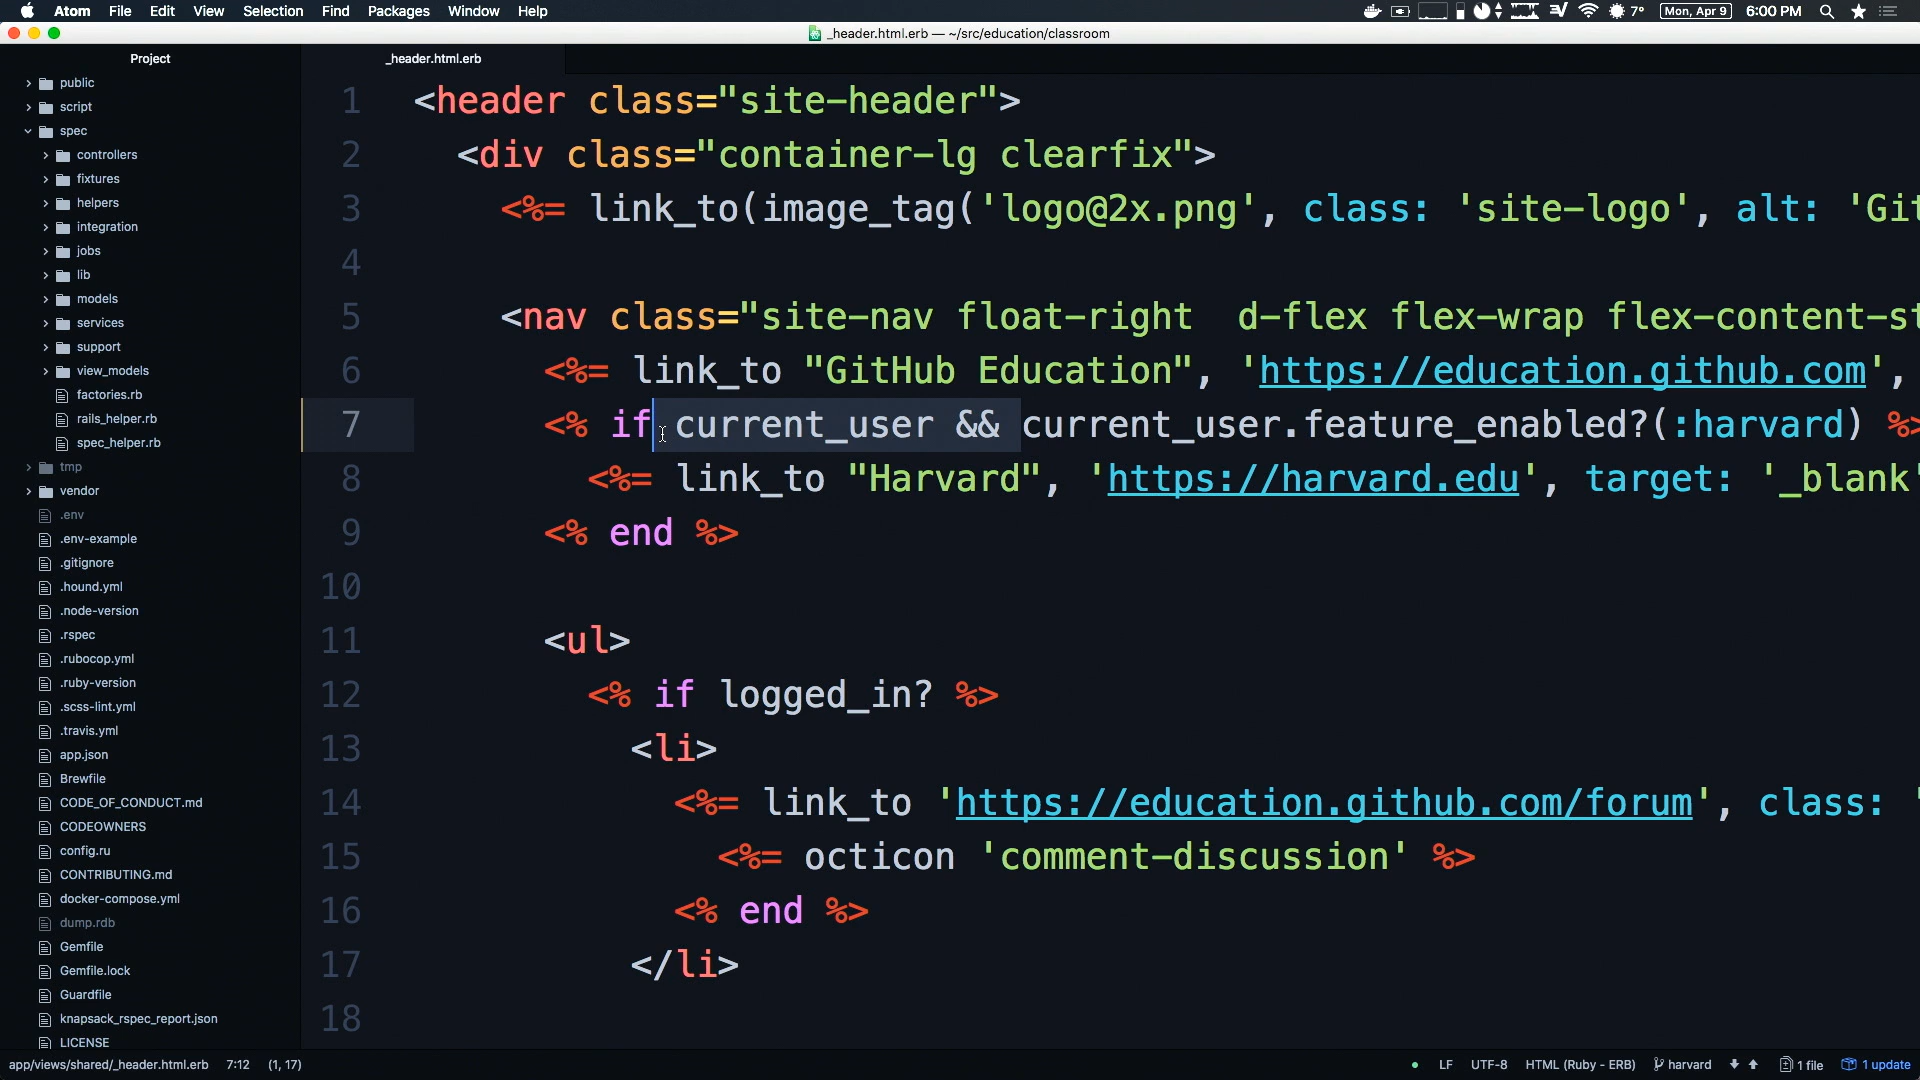 Atom File Edit View Selection Find Packages Window Help
7° Mon, Apr 9 6:00 PM
_header.html.erb — ~/src/education/classroom
Project
_header.html.erb
public
script
spec
controllers
fixtures
helpers
integration
jobs
lib
models
services
support
view_models
factories.rb
rails_helper.rb
spec_helper.rb
tmp
vendor
.env
.env-example
.gitignore
.hound.yml
.node-version
.rspec
.rubocop.yml
.ruby-version
.scss-lint.yml
.travis.yml
app.json
Brewfile
CODE_OF_CONDUCT.md
CODEOWNERS
config.ru
CONTRIBUTING.md
docker-compose.yml
dump.rdb
Gemfile
Gemfile.lock
Guardfile
knapsack_rspec_report.json
LICENSE
1 <header class="site-header">
2 <div class="container-lg clearfix">
3 <%= link_to(image_tag('logo@2x.png', class: 'site-logo', alt: 'Git
4
5 <nav class="site-nav float-right  d-flex flex-wrap flex-content-st
6 <%= link_to "GitHub Education", 'https://education.github.com',
7 <% if current_user && current_user.feature_enabled?(:harvard) %>
8 <%= link_to "Harvard", 'https://harvard.edu', target: '_blank'
9 <% end %>
10
11 <ul>
12 <% if logged_in? %>
13 <li>
14 <%= link_to 'https://education.github.com/forum', class: '
15 <%= octicon 'comment-discussion' %>
16 <% end %>
17 </li>
18
app/views/shared/_header.html.erb 7:12 (1, 17)
LF UTF-8 HTML (Ruby - ERB) harvard 1 file 1 update